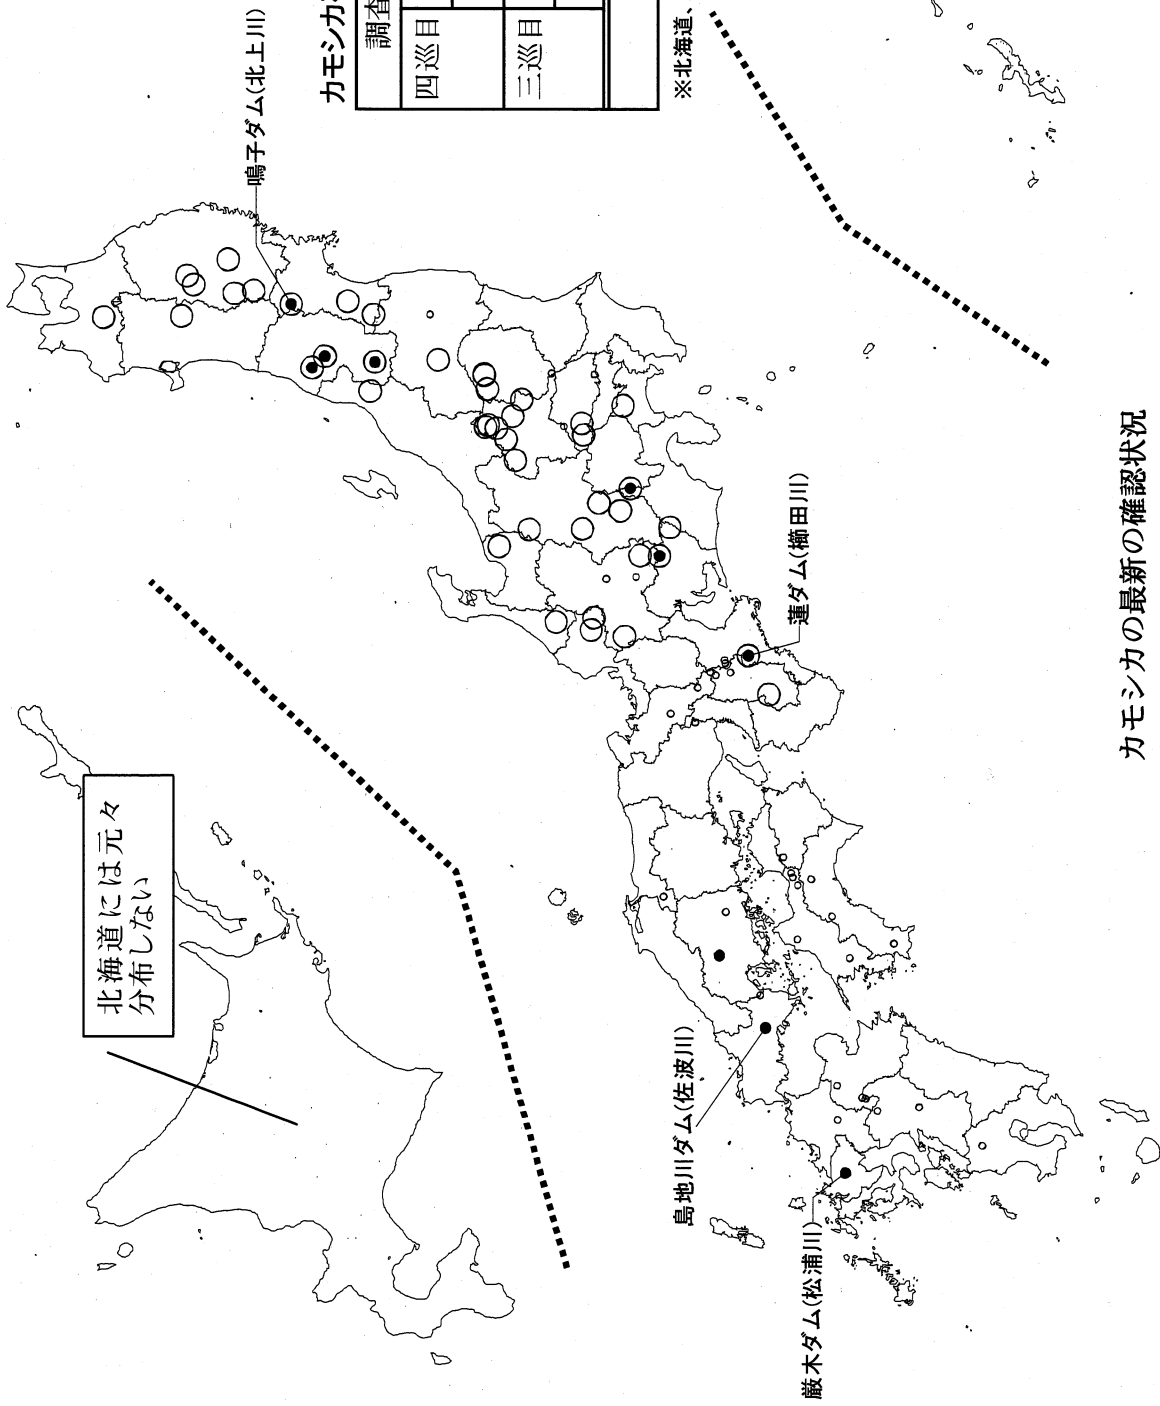 北海道には元々
分布しない
鳴子ダム(北上川)
カモシカ
調査
四巡目
三巡目
※北海道、
蓮ダム(櫛田川)
島地川ダム(佐波川)
厳木ダム(松浦川)
カモシカの最新の確認状況